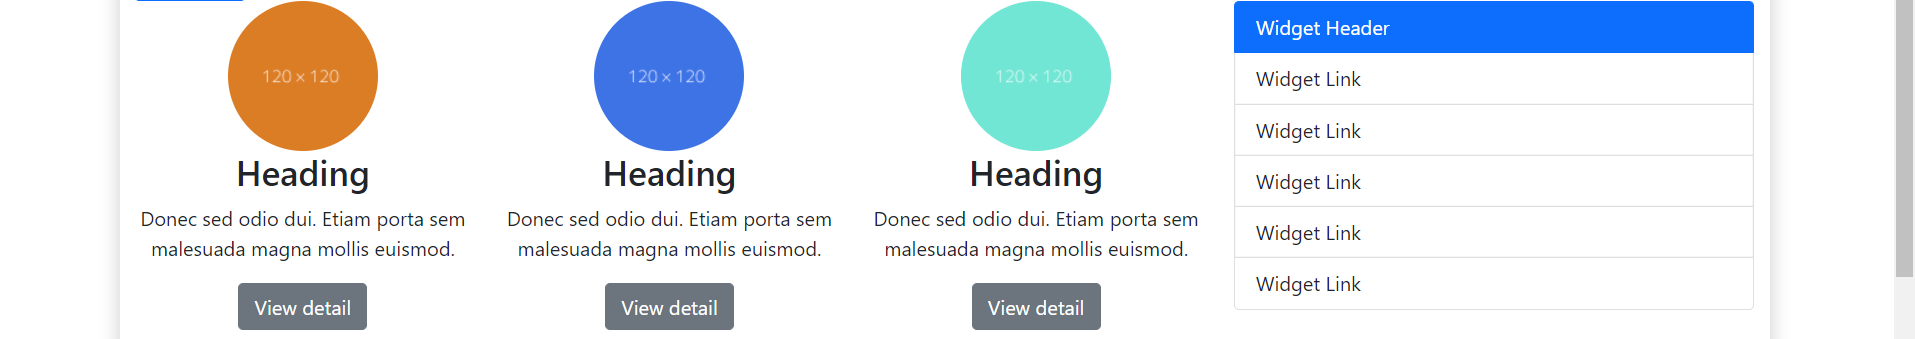 120 × 120
Heading
Donec sed odio dui. Etiam porta sem
malesuada magna mollis euismod.
View detail
120 × 120
Heading
Donec sed odio dui. Etiam porta sem
malesuada magna mollis euismod.
View detail
120 × 120
Heading
Donec sed odio dui. Etiam porta sem
malesuada magna mollis euismod.
View detail
Widget Header
Widget Link
Widget Link
Widget Link
Widget Link
Widget Link